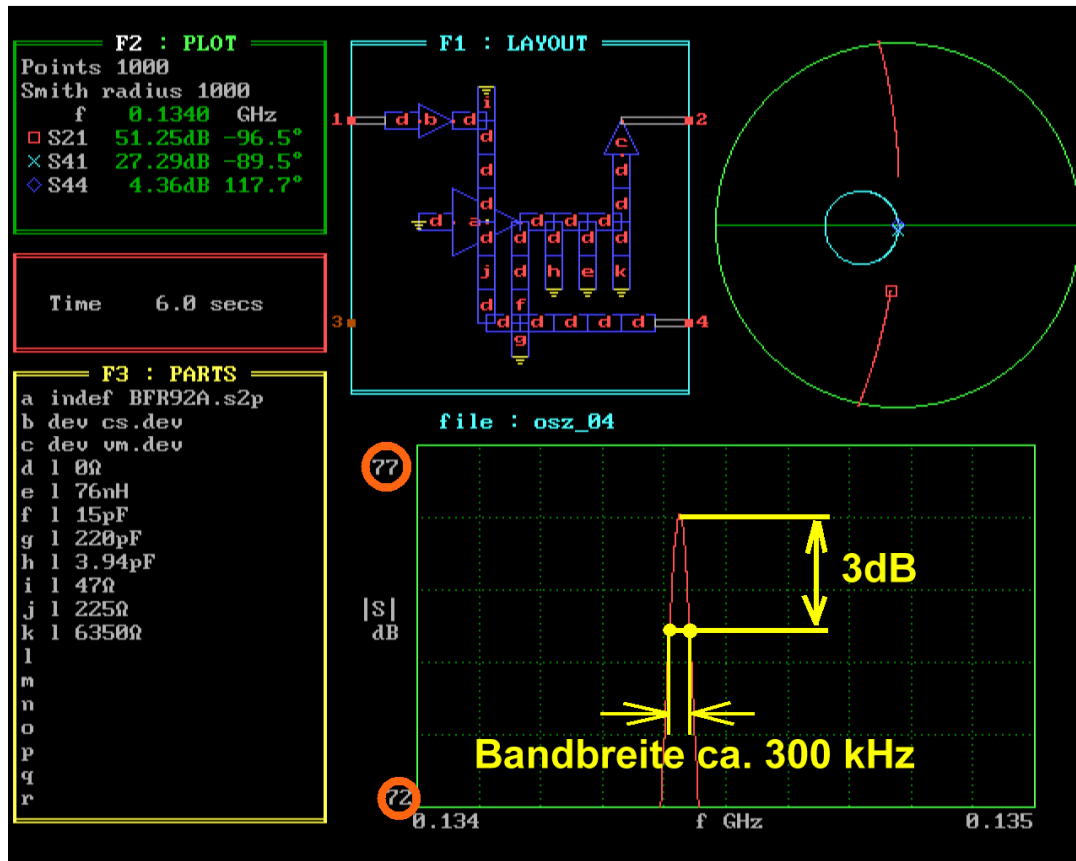 F2 : PLOT
Points 1000
Smith radius 1000
f 0.1340 GHz
S21 51.25dB -96.5°
S41 27.29dB -89.5°
S44 4.36dB 117.7°
Time 6.0 secs
F3 : PARTS
a indef BFR92A.s2p
b dev cs.dev
c dev vm.dev
d l 0Ω
e l 76nH
f l 15pF
g l 220pF
h l 3.94pF
i l 47Ω
j l 225Ω
k l 6350Ω
l
m
n
o
p
q
r
F1 : LAYOUT
i
1 d b d 2
d c
d d
d d
d a d d d
d d d d d
j d h e k
d f
3 d d d d d 4
g
file : osz_04
77
|S|
dB
72
3dB
Bandbreite ca. 300 kHz
0.134 f GHz 0.135